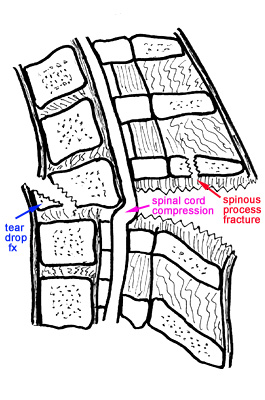 tear
drop
fx
spinal cord
compression
spinous
process
fracture